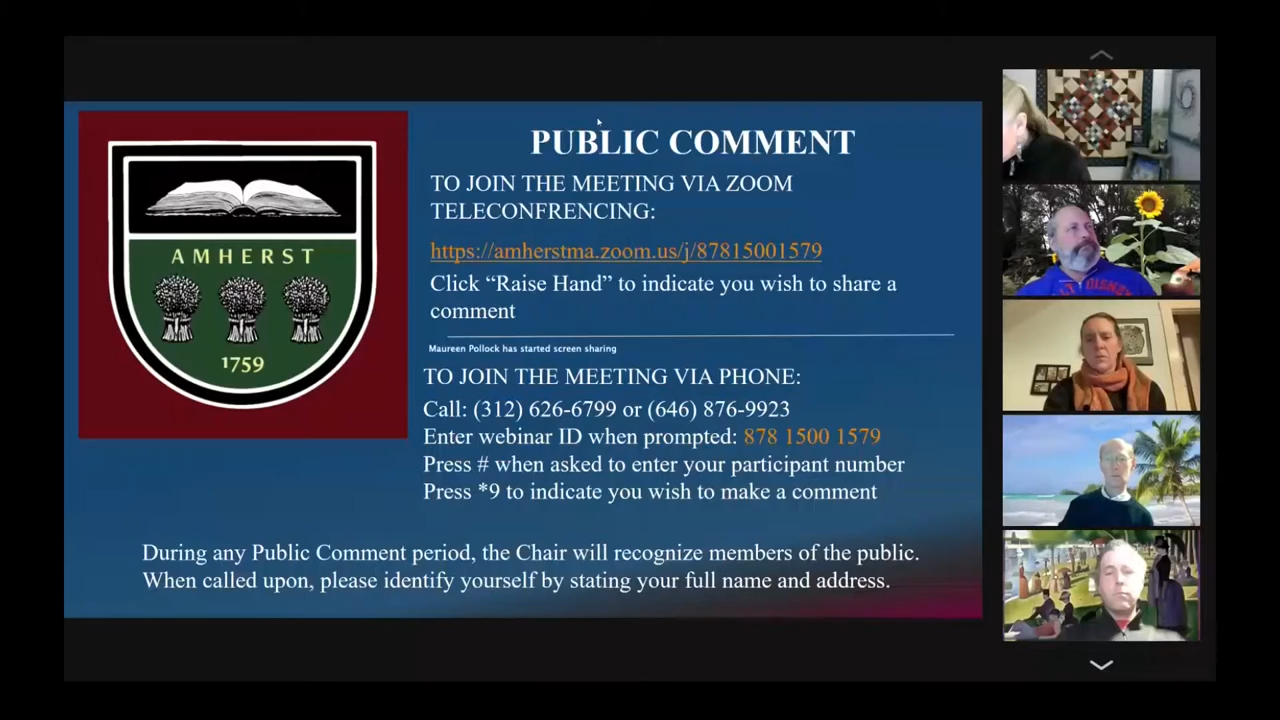 AMHERST
1759
PUBLIC COMMENT
TO JOIN THE MEETING VIA ZOOM
TELECONFRENCING:
https://amherstma.zoom.us/j/87815001579
Click “Raise Hand” to indicate you wish to share a
comment
Maureen Pollock has started screen sharing
TO JOIN THE MEETING VIA PHONE:
Call: (312) 626-6799 or (646) 876-9923
Enter webinar ID when prompted: 878 1500 1579
Press # when asked to enter your participant number
Press *9 to indicate you wish to make a comment
During any Public Comment period, the Chair will recognize members of the public.
When called upon, please identify yourself by stating your full name and address.
LT DISNEY